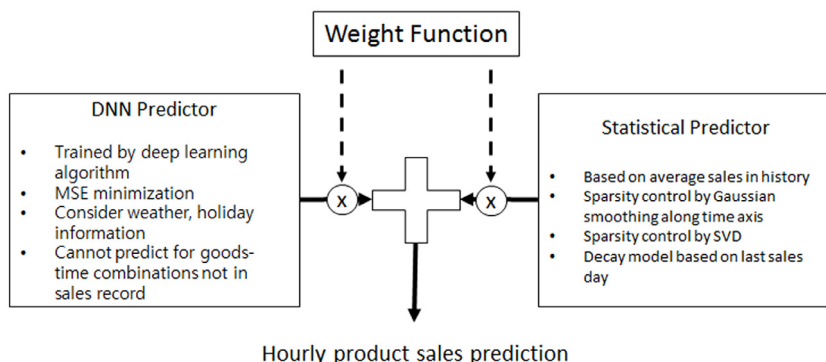 Weight Function
DNN Predictor
• Trained by deep learning
algorithm
• MSE minimization
• Consider weather, holiday
information
• Cannot predict for goods-
time combinations not in
sales record
X
X
Statistical Predictor
• Based on average sales in history
• Sparsity control by Gaussian
smoothing along time axis
• Sparsity control by SVD
• Decay model based on last sales
day
Hourly product sales prediction